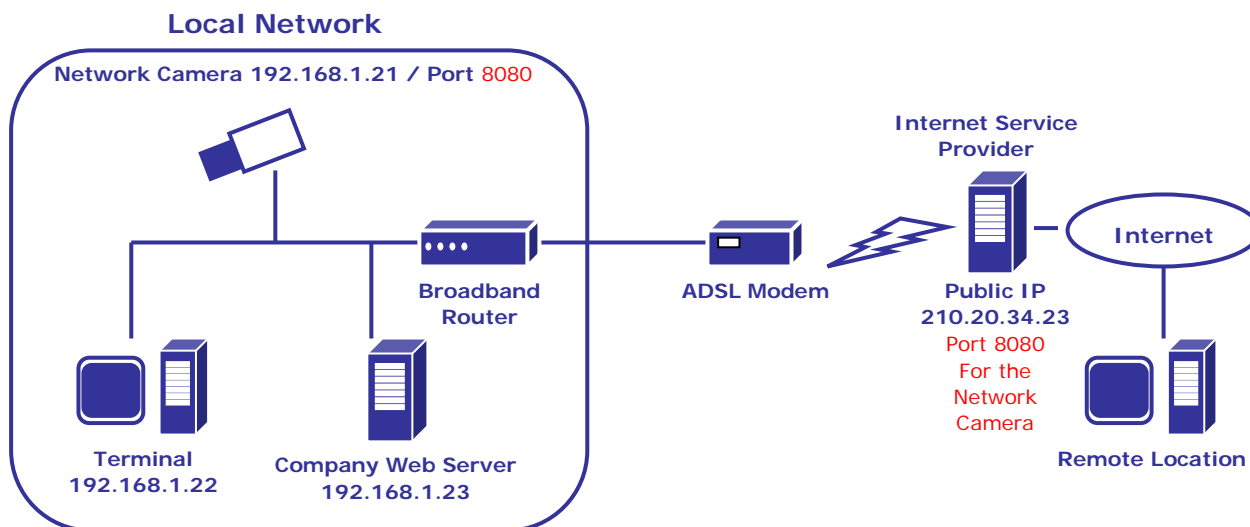 Local Network
Network Camera 192.168.1.21 / Port 8080
Internet Service
Provider
Internet
Broadband
Router
ADSL Modem
Public IP
210.20.34.23
Port 8080
For the
Network
Camera
Terminal
192.168.1.22
Company Web Server
192.168.1.23
Remote Location